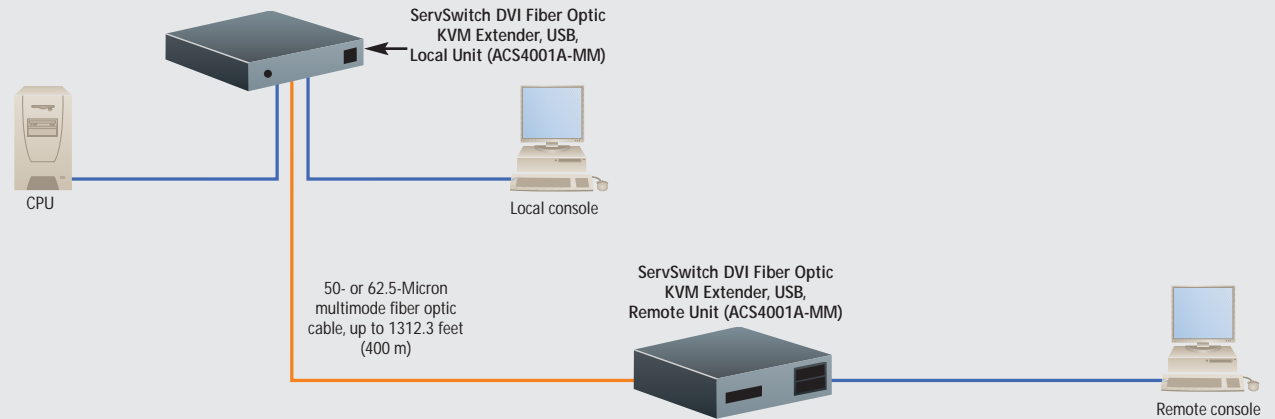 ServSwitch DVI Fiber Optic
KVM Extender, USB,
Local Unit (ACS4001A-MM)
CPU
Local console
50- or 62.5-Micron
multimode fiber optic
cable, up to 1312.3 feet
(400 m)
ServSwitch DVI Fiber Optic
KVM Extender, USB,
Remote Unit (ACS4001A-MM)
Remote console